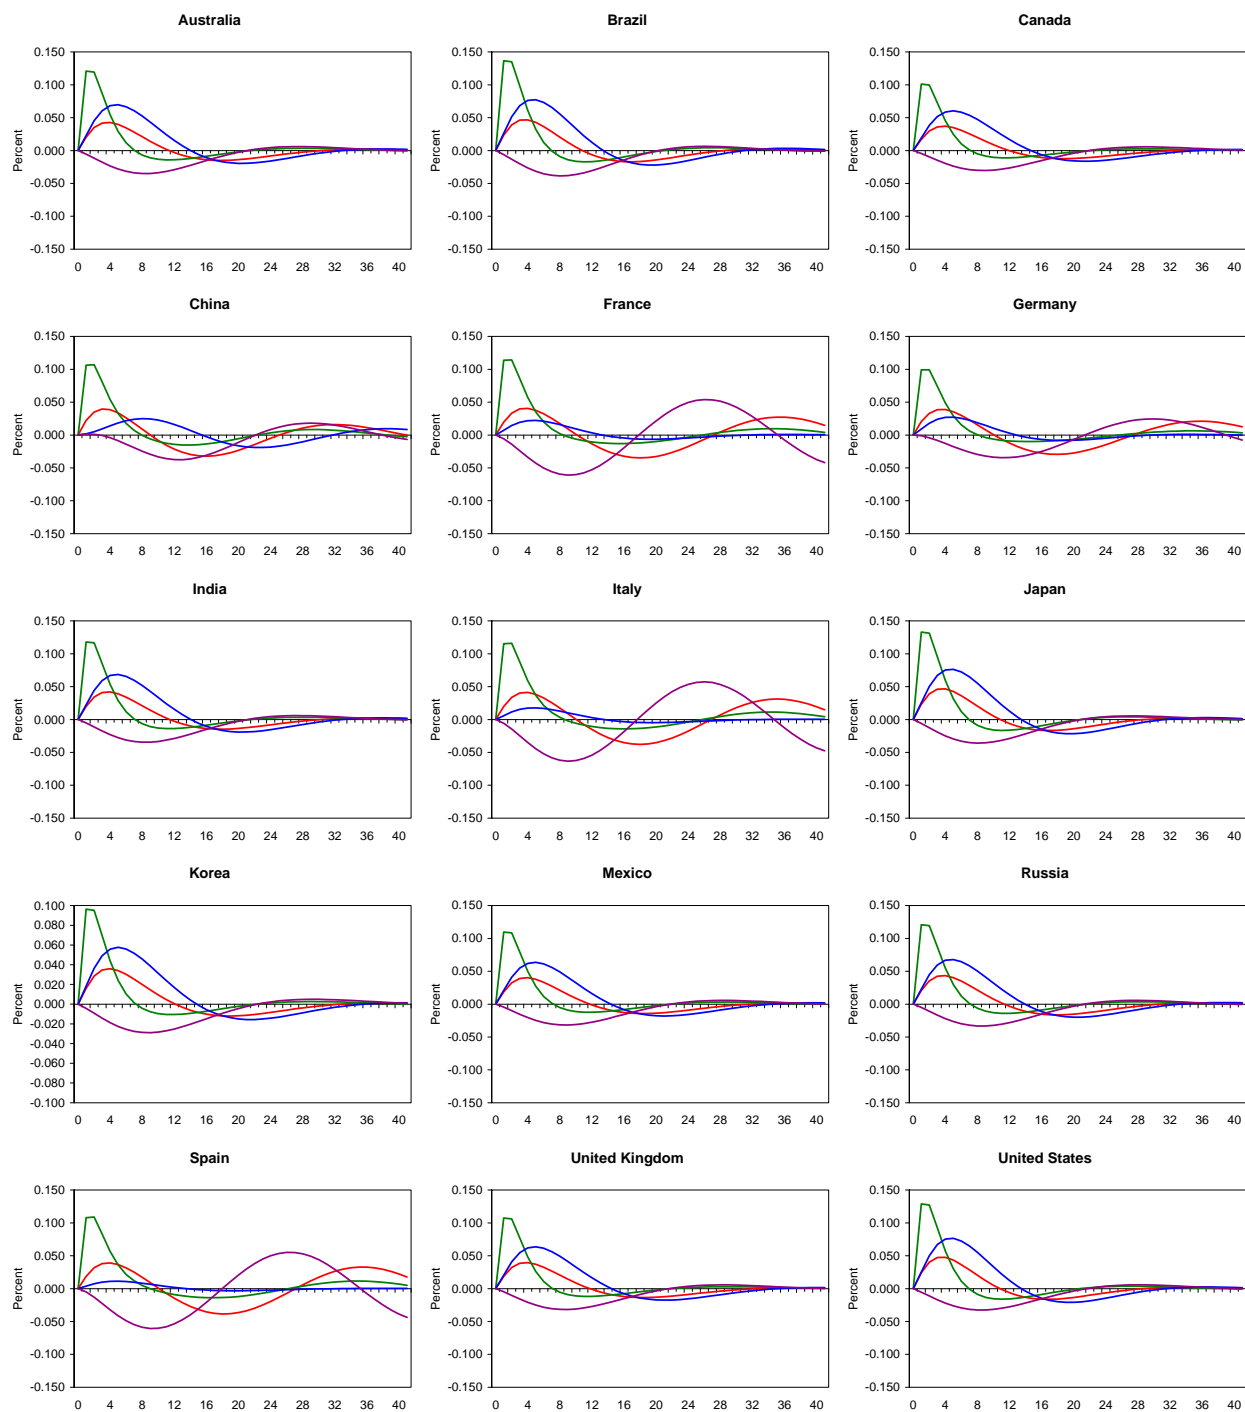 Australia Brazil Canada
0.150 0.150 0.150
0.100 0.100 0.100
0.050 0.050 0.050
Percent 0.000 Percent 0.000 Percent 0.000
-0.050 -0.050 -0.050
-0.100 -0.100 -0.100
-0.150 -0.150 -0.150
0 4 8 12 16 20 24 28 32 36 40 0 4 8 12 16 20 24 28 32 36 40 0 4 8 12 16 20 24 28 32 36 40
China France Germany
0.150 0.150 0.150
0.100 0.100 0.100
0.050 0.050 0.050
Percent 0.000 Percent 0.000 Percent 0.000
-0.050 -0.050 -0.050
-0.100 -0.100 -0.100
-0.150 -0.150 -0.150
0 4 8 12 16 20 24 28 32 36 40 0 4 8 12 16 20 24 28 32 36 40 0 4 8 12 16 20 24 28 32 36 40
India Italy Japan
0.150 0.150 0.150
0.100 0.100 0.100
0.050 0.050 0.050
Percent 0.000 Percent 0.000 Percent 0.000
-0.050 -0.050 -0.050
-0.100 -0.100 -0.100
-0.150 -0.150 -0.150
0 4 8 12 16 20 24 28 32 36 40 0 4 8 12 16 20 24 28 32 36 40 0 4 8 12 16 20 24 28 32 36 40
Korea Mexico Russia
0.100 0.150 0.150
0.080
0.060 0.100 0.100
0.040 0.050 0.050
0.020
Percent 0.000 Percent 0.000 Percent 0.000
-0.020
-0.040 -0.050 -0.050
-0.060 -0.100 -0.100
-0.080
-0.100 -0.150 -0.150
0 4 8 12 16 20 24 28 32 36 40 0 4 8 12 16 20 24 28 32 36 40 0 4 8 12 16 20 24 28 32 36 40
Spain United Kingdom United States
0.150 0.150 0.150
0.100 0.100 0.100
0.050 0.050 0.050
Percent 0.000 Percent 0.000 Percent 0.000
-0.050 -0.050 -0.050
-0.100 -0.100 -0.100
-0.150 -0.150 -0.150
0 4 8 12 16 20 24 28 32 36 40 0 4 8 12 16 20 24 28 32 36 40 0 4 8 12 16 20 24 28 32 36 40